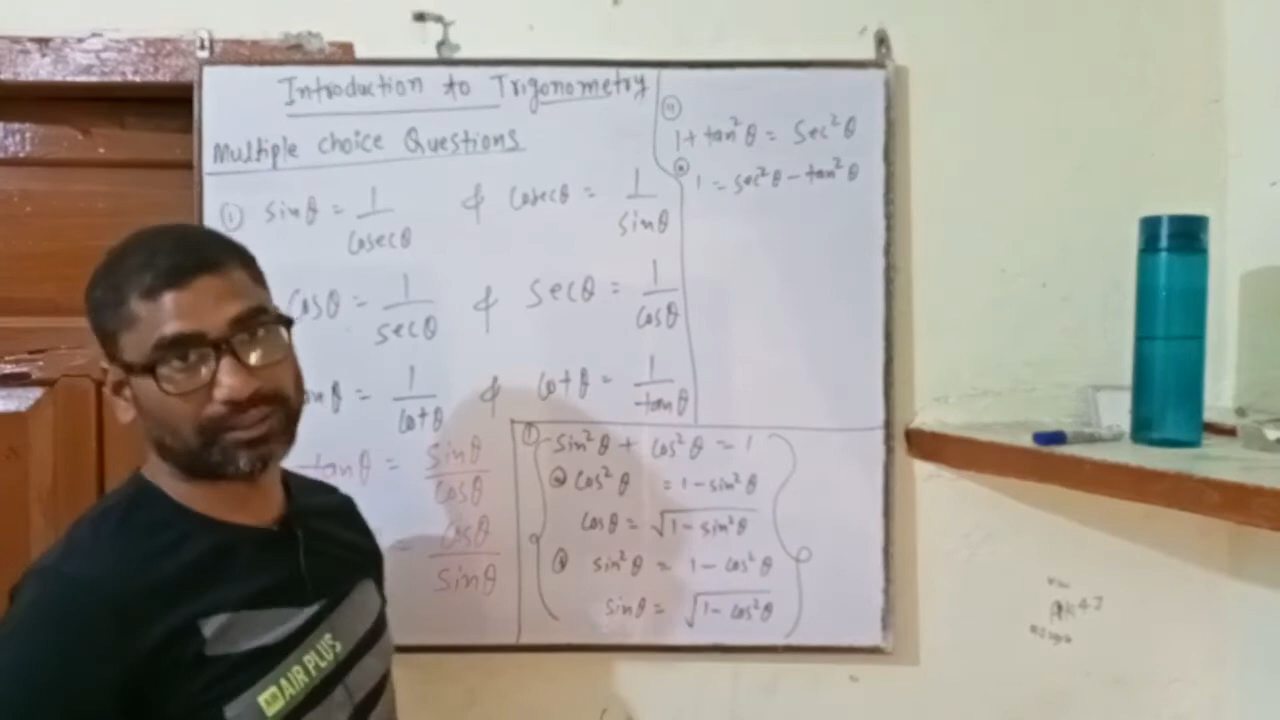 Introduction to Trigonometry
Multiple choice Questions
① sinθ = 1/cosecθ & cosecθ = 1/sinθ
cosθ = 1/secθ & secθ = 1/cosθ
anθ = 1/cotθ & cotθ = 1/tanθ
tanθ = sinθ/cosθ
= cosθ/sinθ
① sin²θ + cos²θ = 1
ⓐ cos²θ = 1 - sin²θ
cosθ = √(1 - sin²θ)
sin²θ = 1 - cos²θ
sinθ = √(1 - cos²θ)
1 + tan²θ = sec²θ
ⓐ 1 = sec²θ - tan²θ
AIR PLUS